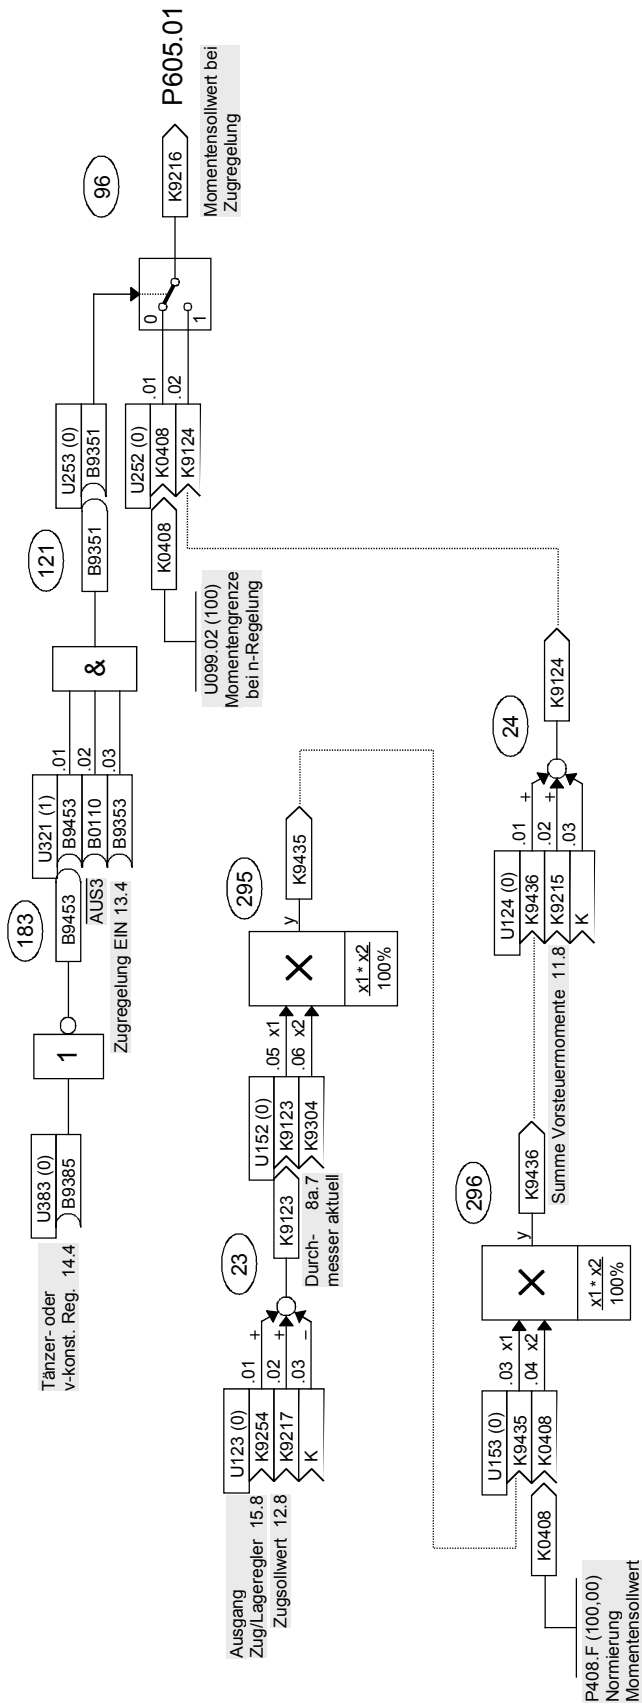 Tänzer- oder
v-konst. Reg. 14.4
U383 (0)
B9385
1
183
B9453
U321 (1)
B9453 .01
B0110 .02
B9353 .03
AUS3
Zugregelung EIN 13.4
&
121
B9351
U253 (0)
B9351
U099.02 (100)
Momentengrenze
bei n-Regelung
K0408
U252 (0)
K0408 .01
K9124 .02
0
1
96
K9216
P605.01
Momentensollwert bei
Zugregelung
Ausgang
Zug/Lageregler 15.8
Zugsollwert 12.8
U123 (0)
K9254 .01 +
K9217 .02 +
K .03 –
23
K9123
Durch- 8a.7
messer aktuell
U152 (0)
K9123 .05 x1
K9304 .06 x2
295
×
x1 * x2
100%
y
K9435
P408.F (100,00)
Normierung
Momentensollwert
K0408
U153 (0)
K9435 .03 x1
K0408 .04 x2
296
×
x1 * x2
100%
y
K9436
Summe Vorsteuermomente 11.8
U124 (0)
K9436 .01 +
K9215 .02 +
K .03
24
K9124